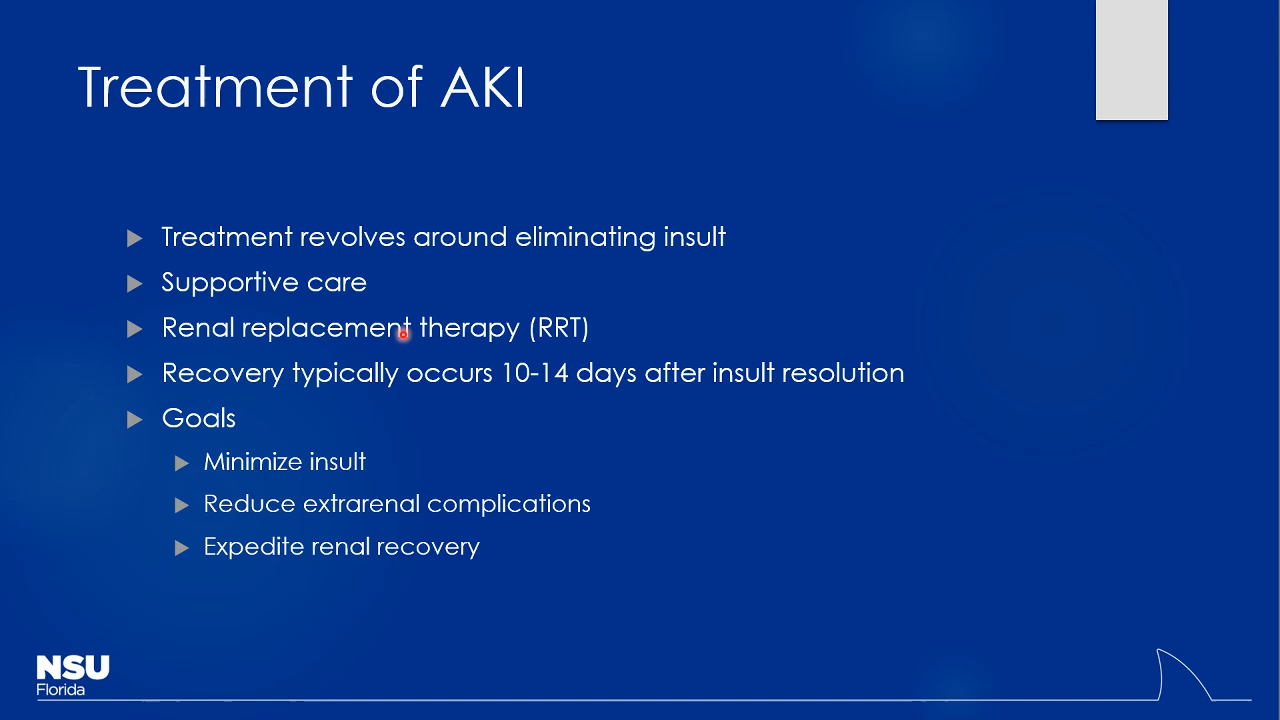 Treatment of AKI
Treatment revolves around eliminating insult
Supportive care
Renal replacement therapy (RRT)
Recovery typically occurs 10-14 days after insult resolution
Goals
Minimize insult
Reduce extrarenal complications
Expedite renal recovery
NSU
Florida